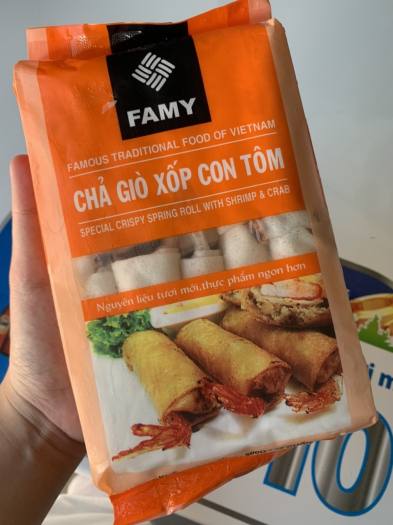 FAMY
FAMOUS TRADITIONAL FOOD OF VIETNAM
CHẢ GIÒ XỐP CON TÔM
SPECIAL CRISPY SPRING ROLL WITH SHRIMP & CRAB
Nguyên liệu tươi mới, thực phẩm ngon hơn
10